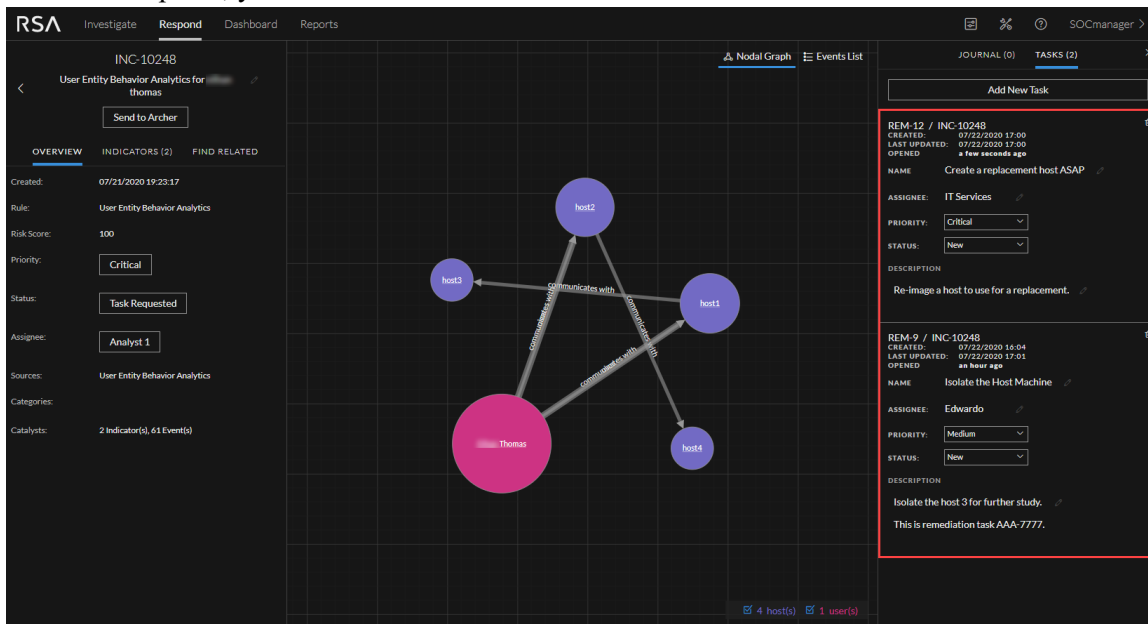 RSA Investigate Respond Dashboard Reports SOCmanager >
INC-10248
User Entity Behavior Analytics for
thomas
Send to Archer
OVERVIEW INDICATORS (2) FIND RELATED
Created: 07/21/2020 19:23:17
Rule: User Entity Behavior Analytics
Risk Score: 100
Priority: Critical
Status: Task Requested
Assignee: Analyst 1
Sources: User Entity Behavior Analytics
Categories:
Catalysts: 2 Indicator(s), 61 Event(s)
Nodal Graph Events List
host2
host3
communicates with
host1
communicates with
communicates with
communicates with
Thomas
host4
4 host(s) 1 user(s)
JOURNAL (0) TASKS (2)
Add New Task
REM-12 / INC-10248
CREATED: 07/22/2020 17:00
LAST UPDATED: 07/22/2020 17:00
OPENED a few seconds ago
NAME Create a replacement host ASAP
ASSIGNEE: IT Services
PRIORITY: Critical
STATUS: New
DESCRIPTION
Re-image a host to use for a replacement.
REM-9 / INC-10248
CREATED: 07/22/2020 16:04
LAST UPDATED: 07/22/2020 17:01
OPENED an hour ago
NAME Isolate the Host Machine
ASSIGNEE: Edwardo
PRIORITY: Medium
STATUS: New
DESCRIPTION
Isolate the host 3 for further study.
This is remediation task AAA-7777.